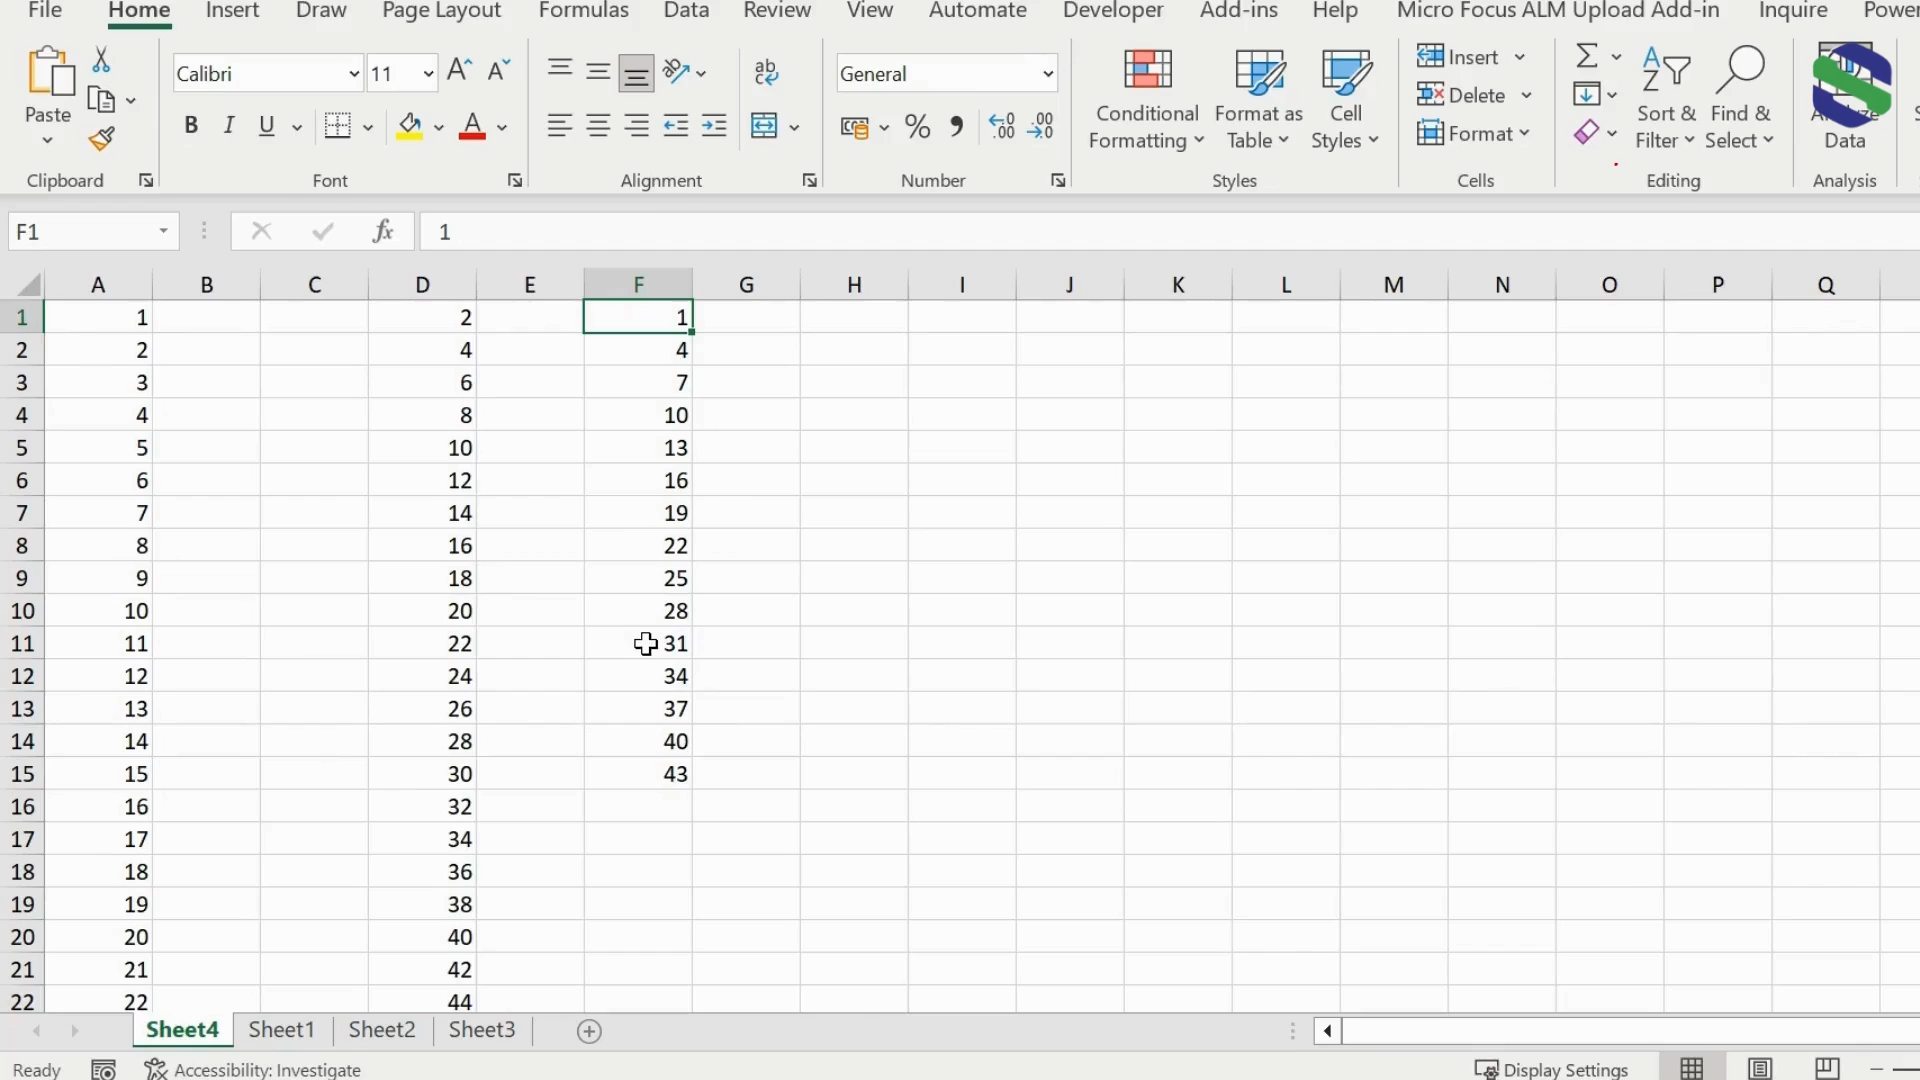 File Home Insert Draw Page Layout Formulas Data Review View Automate Developer Add-ins Help Micro Focus ALM Upload Add-in Inquire Power
Paste
Calibri 11 A A
B I U A
ab
General
% , .00 .00
Conditional Formatting
Format as Table
Cell Styles
Insert
Delete
Format
Σ
A Z
Sort & Filter
Find & Select
Data
Clipboard Font Alignment Number Styles Cells Editing Analysis
F1 fx 1
A B C D E F G H I J K L M N O P Q
1 1 2 1
2 2 4 4
3 3 6 7
4 4 8 10
5 5 10 13
6 6 12 16
7 7 14 19
8 8 16 22
9 9 18 25
10 10 20 28
11 11 22 31
12 12 24 34
13 13 26 37
14 14 28 40
15 15 30 43
16 16 32
17 17 34
18 18 36
19 19 38
20 20 40
21 21 42
22 22 44
Sheet4 Sheet1 Sheet2 Sheet3
Ready Accessibility: Investigate Display Settings